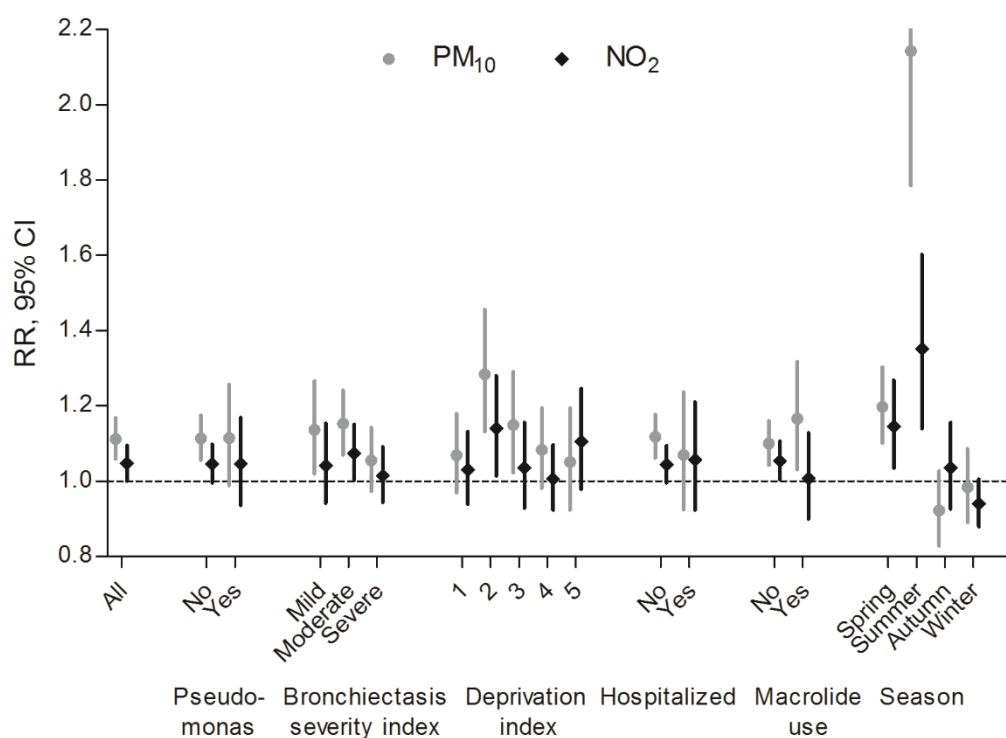 PM10 NO2
RR, 95% CI
2.2
2.0
1.8
1.6
1.4
1.2
1.0
0.8
All No Yes Mild Moderate Severe 1 2 3 4 5 No Yes No Yes Spring Summer Autumn Winter
Pseudo- Bronchiectasis Deprivation Hospitalized Macrolide Season
monas severity index index use